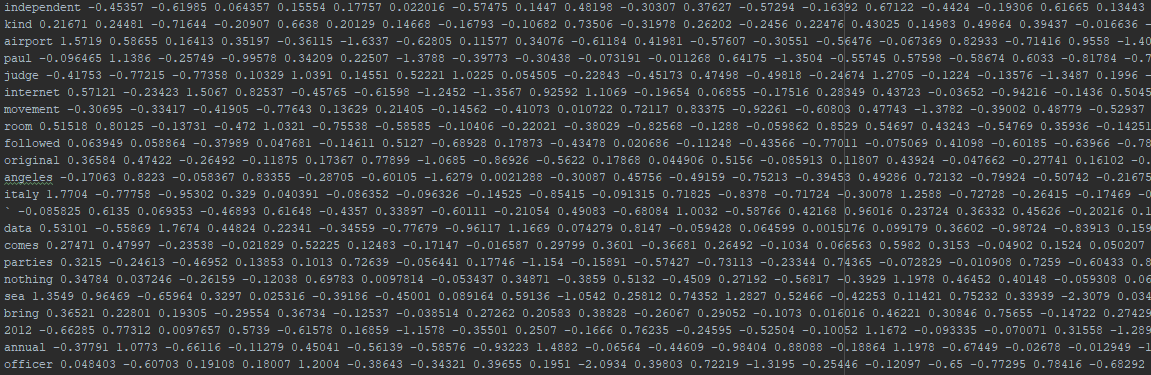 independent -0.45357 -0.61985 0.064357 0.15554 0.17757 0.022016 -0.57475 0.1447 0.48198 -0.30307 0.37627 -0.57294 -0.16392 0.67122 -0.4424 -0.19306 0.61665 0.13443
kind 0.21671 0.24481 -0.71644 -0.20907 0.6638 0.20129 0.14668 -0.16793 -0.10682 0.73506 -0.31978 0.26202 -0.2456 0.22476 0.43025 0.14983 0.49864 0.39437 -0.016636 -
airport 1.5719 0.58655 0.16413 0.35197 -0.36115 -1.6337 -0.62805 0.11577 0.34076 -0.61184 0.41981 -0.57607 -0.30551 -0.56476 -0.067369 0.82933 -0.71416 0.9558 -1.40
paul -0.096465 1.1386 -0.25749 -0.99578 0.34209 0.22507 -1.3788 -0.39773 -0.30438 -0.073191 -0.011268 0.64175 -1.3504 -0.55745 0.57598 -0.58674 0.6033 -0.81784 -0.7
judge -0.41753 -0.77215 -0.77358 0.10329 1.0391 0.14551 0.52221 1.0225 0.054505 -0.22843 -0.45173 0.47498 -0.49818 -0.24674 1.2705 -0.1224 -0.13576 -1.3487 0.1996 -
internet 0.57121 -0.23423 1.5067 0.82537 -0.45765 -0.61598 -1.2452 -1.3567 0.92592 1.1069 -0.19654 0.06855 -0.17516 0.28349 0.43723 -0.03652 -0.94216 -0.1436 0.5045
movement -0.30695 -0.33417 -0.41905 -0.77643 0.13629 0.21405 -0.14562 -0.41073 0.010722 0.72117 0.83375 -0.92261 -0.60803 0.47743 -1.3782 -0.39002 0.48779 -0.52937
room 0.51518 0.80125 -0.13731 -0.472 1.0321 -0.75538 -0.58585 -0.10406 -0.22021 -0.38029 -0.82568 -0.1288 -0.059862 0.8529 0.54697 0.43243 -0.54769 0.35936 -0.14251
followed 0.063949 0.058864 -0.37989 0.047681 -0.14611 0.5127 -0.68928 0.17873 -0.43478 0.020686 -0.11248 -0.43566 -0.77011 -0.075069 0.41098 -0.60185 -0.63966 -0.78
original 0.36584 0.47422 -0.26492 -0.11875 0.17367 0.77899 -1.0685 -0.86926 -0.5622 0.17868 0.044906 0.5156 -0.085913 0.11807 0.43924 -0.047662 -0.27741 0.16102 -0.
angeles -0.17063 0.8223 -0.058367 0.83355 -0.28705 -0.60105 -1.6279 0.0021288 -0.30087 0.45756 -0.49159 -0.75213 -0.39453 0.49286 0.72132 -0.79924 -0.50742 -0.21675
italy 1.7704 -0.77758 -0.95302 0.329 0.040391 -0.086352 -0.096326 -0.14525 -0.85415 -0.091315 0.71825 -0.8378 -0.71724 -0.30078 1.2588 -0.72728 -0.26415 -0.17469 -0
` -0.085825 0.6135 0.069353 -0.46893 0.61648 -0.4357 0.33897 -0.60111 -0.21054 0.49083 -0.68084 1.0032 -0.58766 0.42168 0.96016 0.23724 0.36332 0.45626 -0.20216 0.1
data 0.53101 -0.55869 1.7674 0.44824 0.22341 -0.34559 -0.77679 -0.96117 1.1669 0.074279 0.8147 -0.059428 0.064599 0.0015176 0.099179 0.36602 -0.98724 -0.83913 0.159
comes 0.27471 0.47997 -0.23538 -0.021829 0.52225 0.12483 -0.17147 -0.016587 0.29799 0.3601 -0.36681 0.26492 -0.1034 0.066563 0.5982 0.3153 -0.04902 0.1524 0.050207
parties 0.3215 -0.24613 -0.46952 0.13853 0.1013 0.72639 -0.056441 0.17746 -1.154 -0.15891 -0.57427 -0.73113 -0.23344 0.74365 -0.072829 -0.010908 0.7259 -0.60433 0.8
nothing 0.34784 0.037246 -0.26159 -0.12038 0.69783 0.0097814 -0.053437 0.34871 -0.3859 0.5132 -0.4509 0.27192 -0.56817 -0.3929 1.1978 0.46452 0.40148 -0.059308 0.06
sea 1.3549 0.96469 -0.65964 0.3297 0.025316 -0.39186 -0.45001 0.089164 0.59136 -1.0542 0.25812 0.74352 1.2827 0.52466 -0.42253 0.11421 0.75232 0.33939 -2.3079 0.034
bring 0.36521 0.22801 0.19305 -0.29554 0.36734 -0.12537 -0.038514 0.27262 0.20583 0.38828 -0.26067 0.29052 -0.1073 0.016016 0.46221 0.30846 0.75655 -0.14722 0.27429
2012 -0.66285 0.77312 0.0097657 0.5739 -0.61578 0.16859 -1.1578 -0.35501 0.2507 -0.1666 0.76235 -0.24595 -0.52504 -0.10052 1.1672 -0.093335 -0.070071 0.31558 -1.289
annual -0.37791 1.0773 -0.66116 -0.11279 0.45041 -0.56139 -0.58576 -0.93223 1.4882 -0.06564 -0.44609 -0.98404 0.88088 -0.18864 1.1978 -0.67449 -0.02678 -0.012949 -1
officer 0.048403 -0.60703 0.19108 0.18007 1.2004 -0.38643 -0.34321 0.39655 0.1951 -2.0934 0.39803 0.72219 -1.3195 -0.25446 -0.12097 -0.65 -0.77295 0.78416 -0.68292